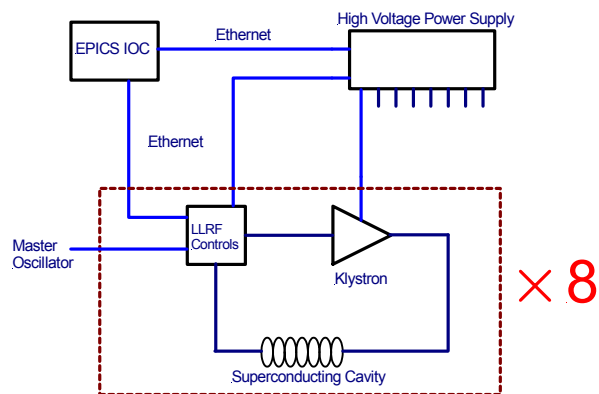 High Voltage Power Supply
Ethernet
EPICS IOC
Ethernet
LLRF
Controls
Master
Oscillator
Klystron
×8
Superconducting Cavity